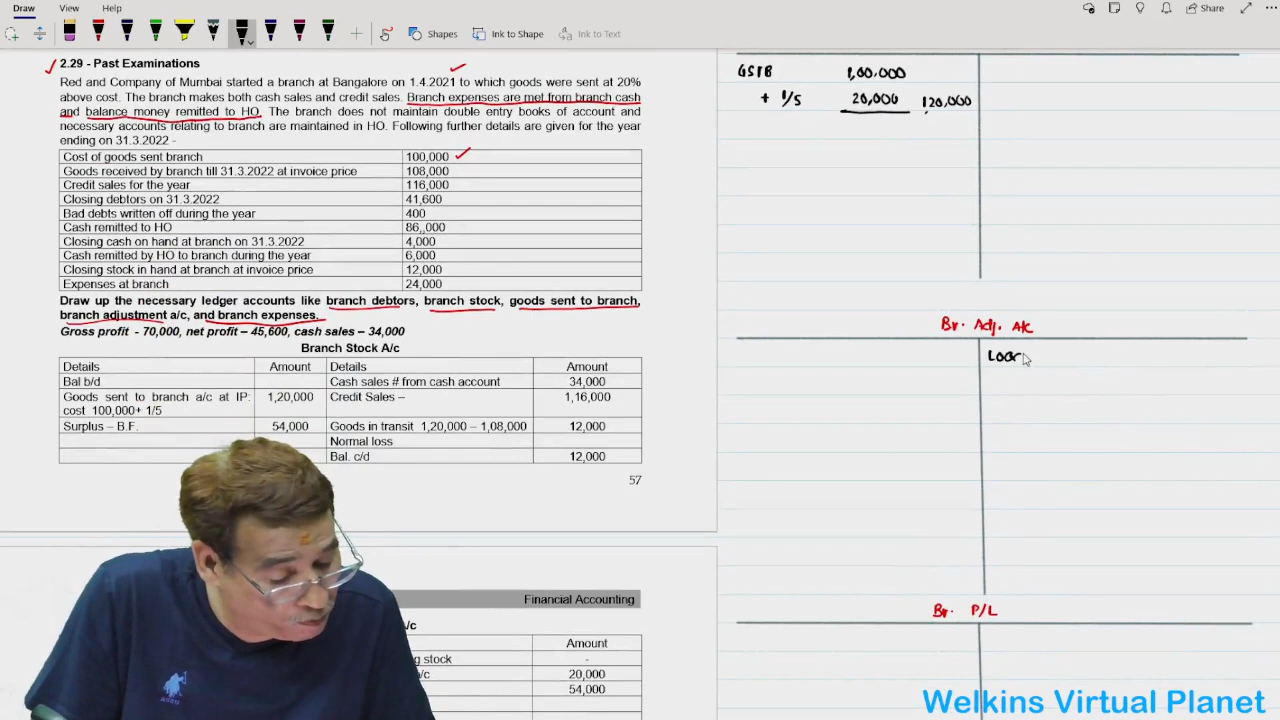 Draw View Help
Share
Shapes Ink to Shape Ink to Text
2.29 - Past Examinations
Red and Company of Mumbai started a branch at Bangalore on 1.4.2021 to which goods were sent at 20%
above cost. The branch makes both cash sales and credit sales. Branch expenses are met from branch cash
and balance money remitted to HO. The branch does not maintain double entry books of account and
necessary accounts relating to branch are maintained in HO. Following further details are given for the year
ending on 31.3.2022 -
Cost of goods sent branch 100,000
Goods received by branch till 31.3.2022 at invoice price 108,000
Credit sales for the year 116,000
Closing debtors on 31.3.2022 41,600
Bad debts written off during the year 400
Cash remitted to HO 86,,000
Closing cash on hand at branch on 31.3.2022 4,000
Cash remitted by HO to branch during the year 6,000
Closing stock in hand at branch at invoice price 12,000
Expenses at branch 24,000
Draw up the necessary ledger accounts like branch debtors, branch stock, goods sent to branch,
branch adjustment a/c, and branch expenses.
Gross profit - 70,000, net profit – 45,600, cash sales – 34,000
Branch Stock A/c
Details Amount Details Amount
Bal b/d Cash sales # from cash account 34,000
Goods sent to branch a/c at IP: 1,20,000 Credit Sales – 1,16,000
cost 100,000+ 1/5
Surplus – B.F. 54,000 Goods in transit 1,20,000 – 1,08,000 12,000
Normal loss
Bal. c/d 12,000
57
Financial Accounting
/c
Amount
g stock -
/c 20,000
54,000
GSTB 1,00,000
+ 1/5 20,000 120,000
Br. Adj. A/c
Loar
Br. P/L
Welkins Virtual Planet